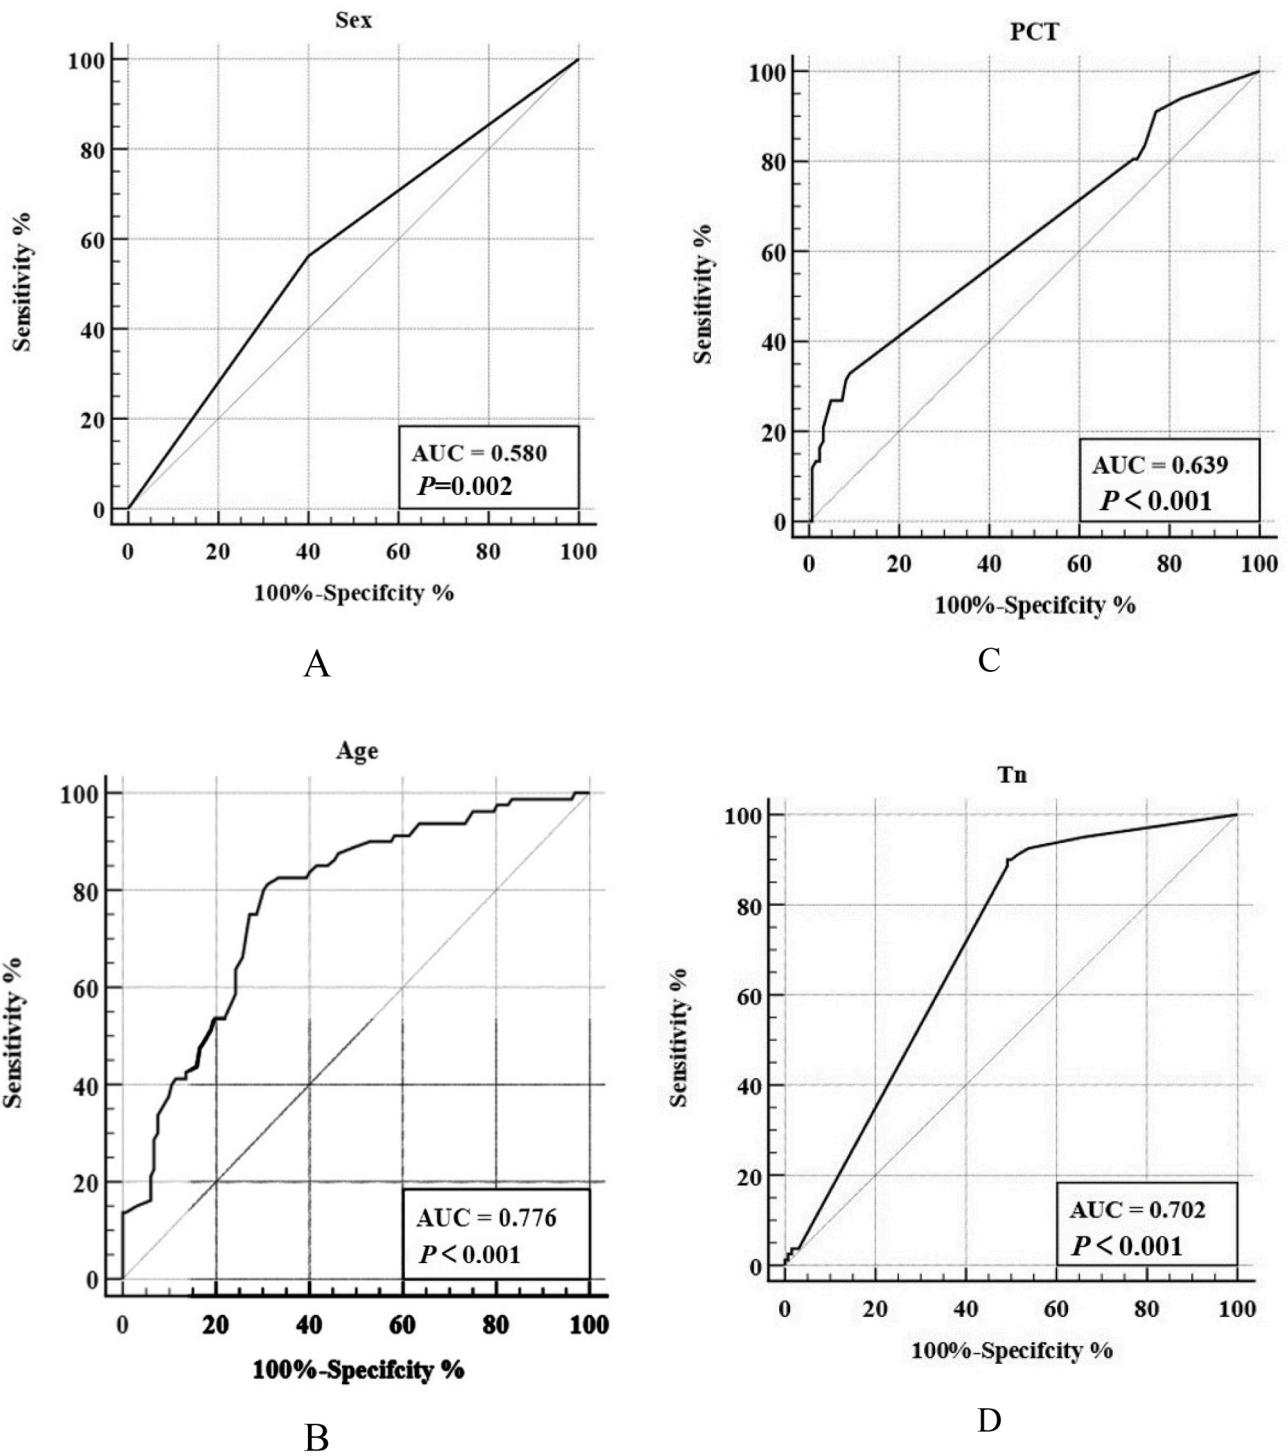 Sex
100
80
60
40
20
0
Sensitivity %
AUC = 0.580
P=0.002
0 20 40 60 80 100
100%-Specifcity %
A
PCT
100
80
60
40
20
0
Sensitivity %
AUC = 0.639
P < 0.001
0 20 40 60 80 100
100%-Specifcity %
C
Age
100
80
60
40
20
0
Sensitivity %
AUC = 0.776
P < 0.001
0 20 40 60 80 100
100%-Specifcity %
B
Tn
100
80
60
40
20
0
Sensitivity %
AUC = 0.702
P < 0.001
0 20 40 60 80 100
100%-Specifcity %
D